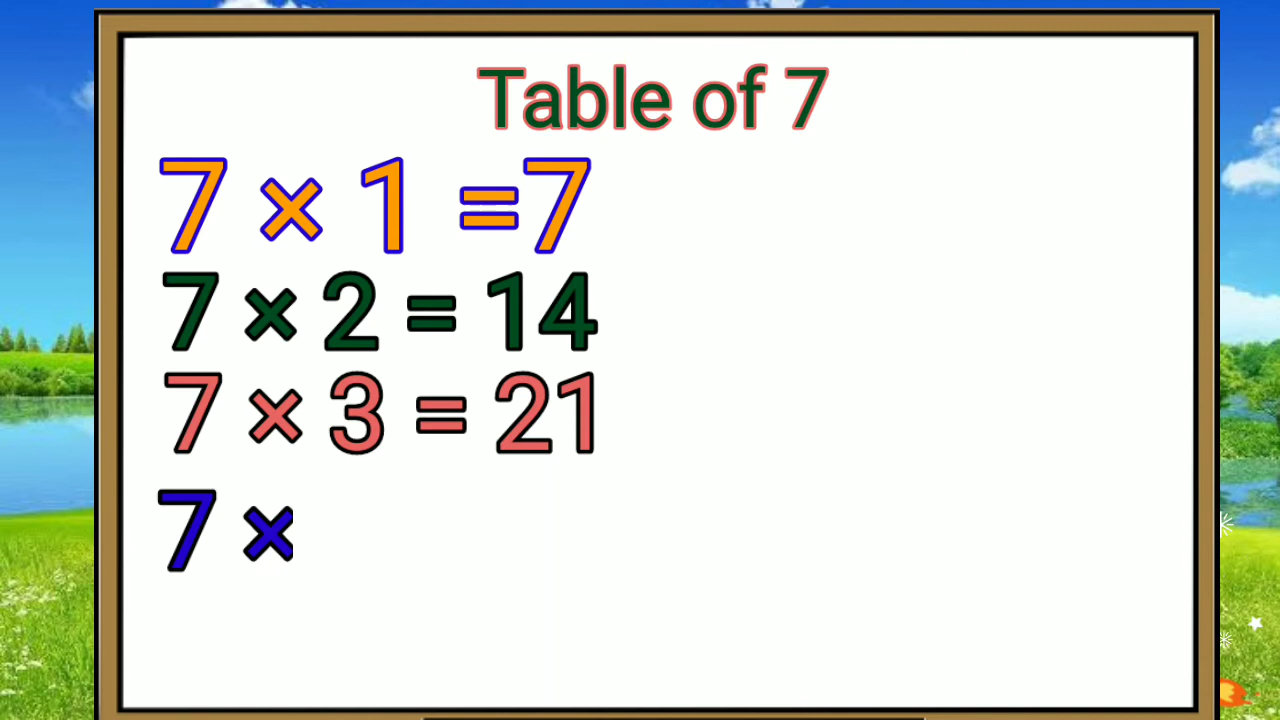 Table of 7
7 × 1 =7
7 × 2 = 14
7 × 3 = 21
7 ×